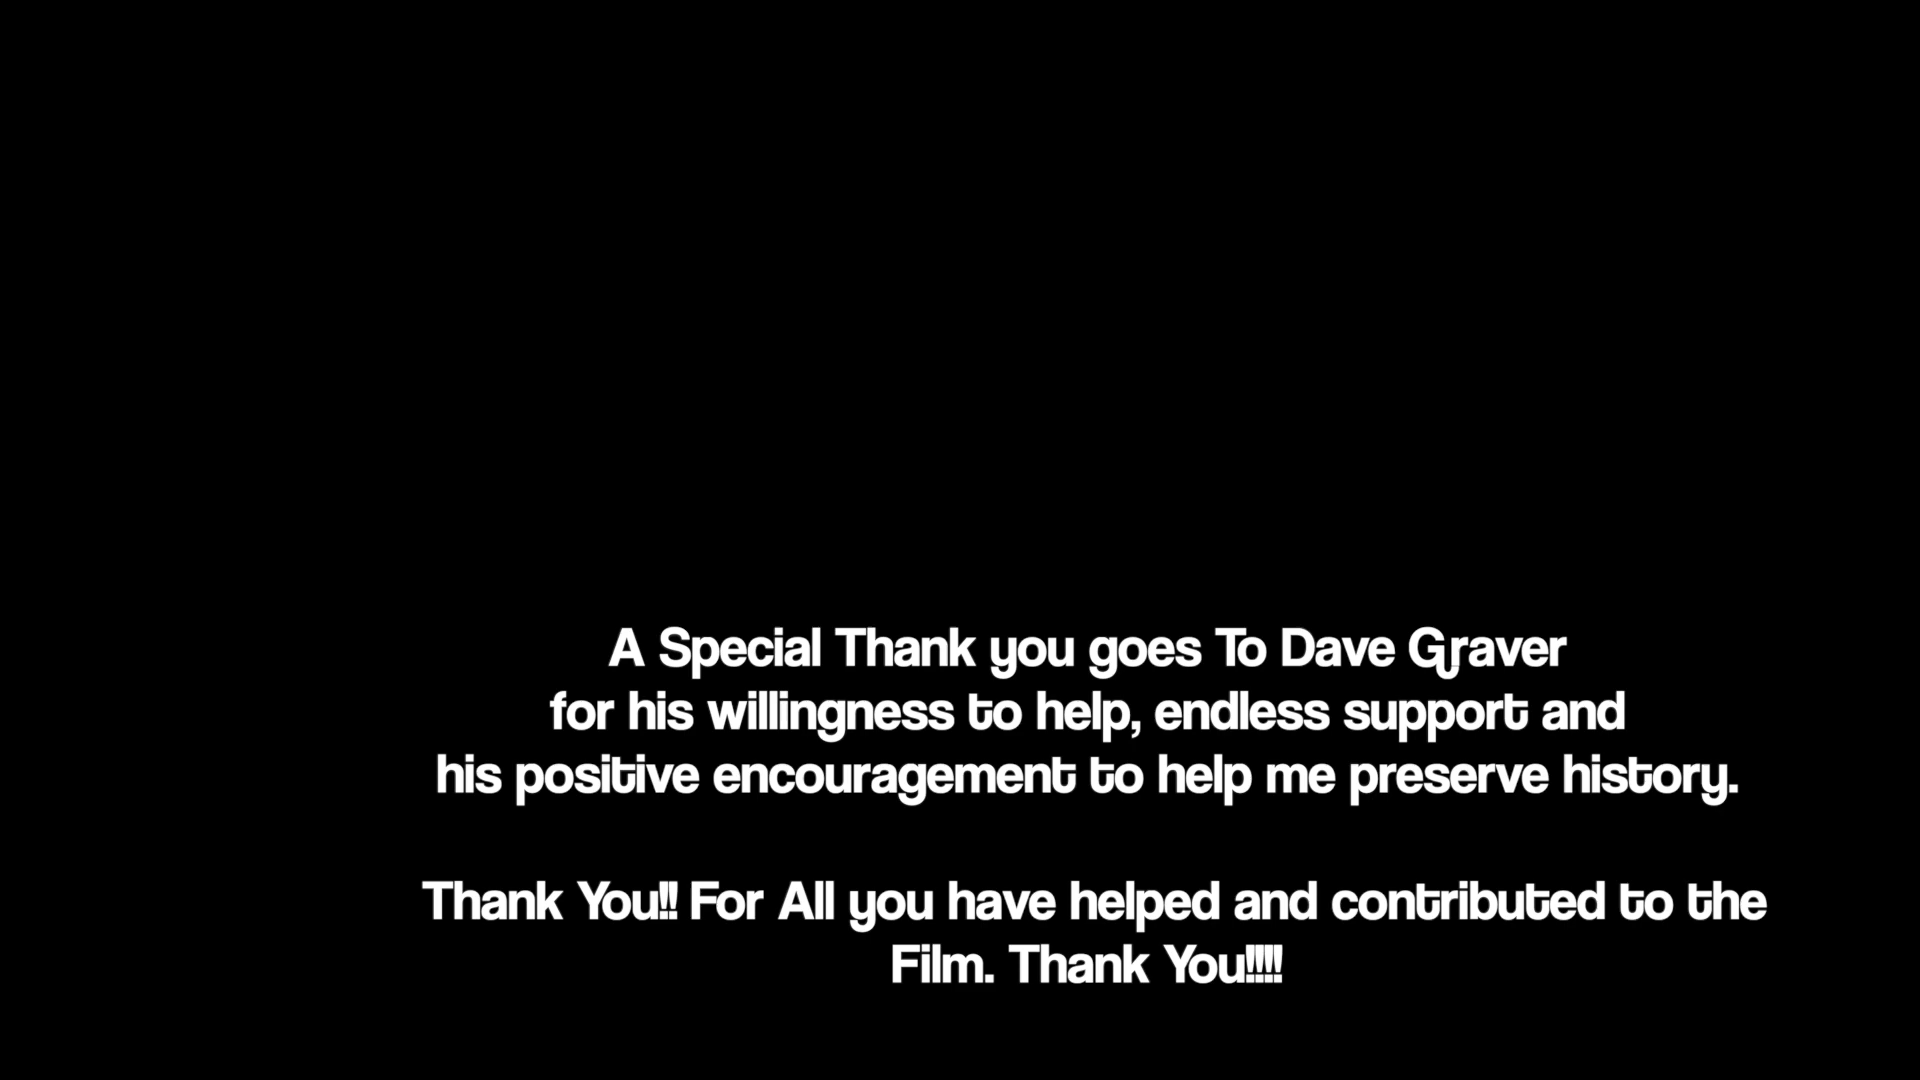 A Special Thank you goes To Dave Graver
for his willingness to help, endless support and
his positive encouragement to help me preserve history.
Thank You!! For All you have helped and contributed to the
Film. Thank You!!!!